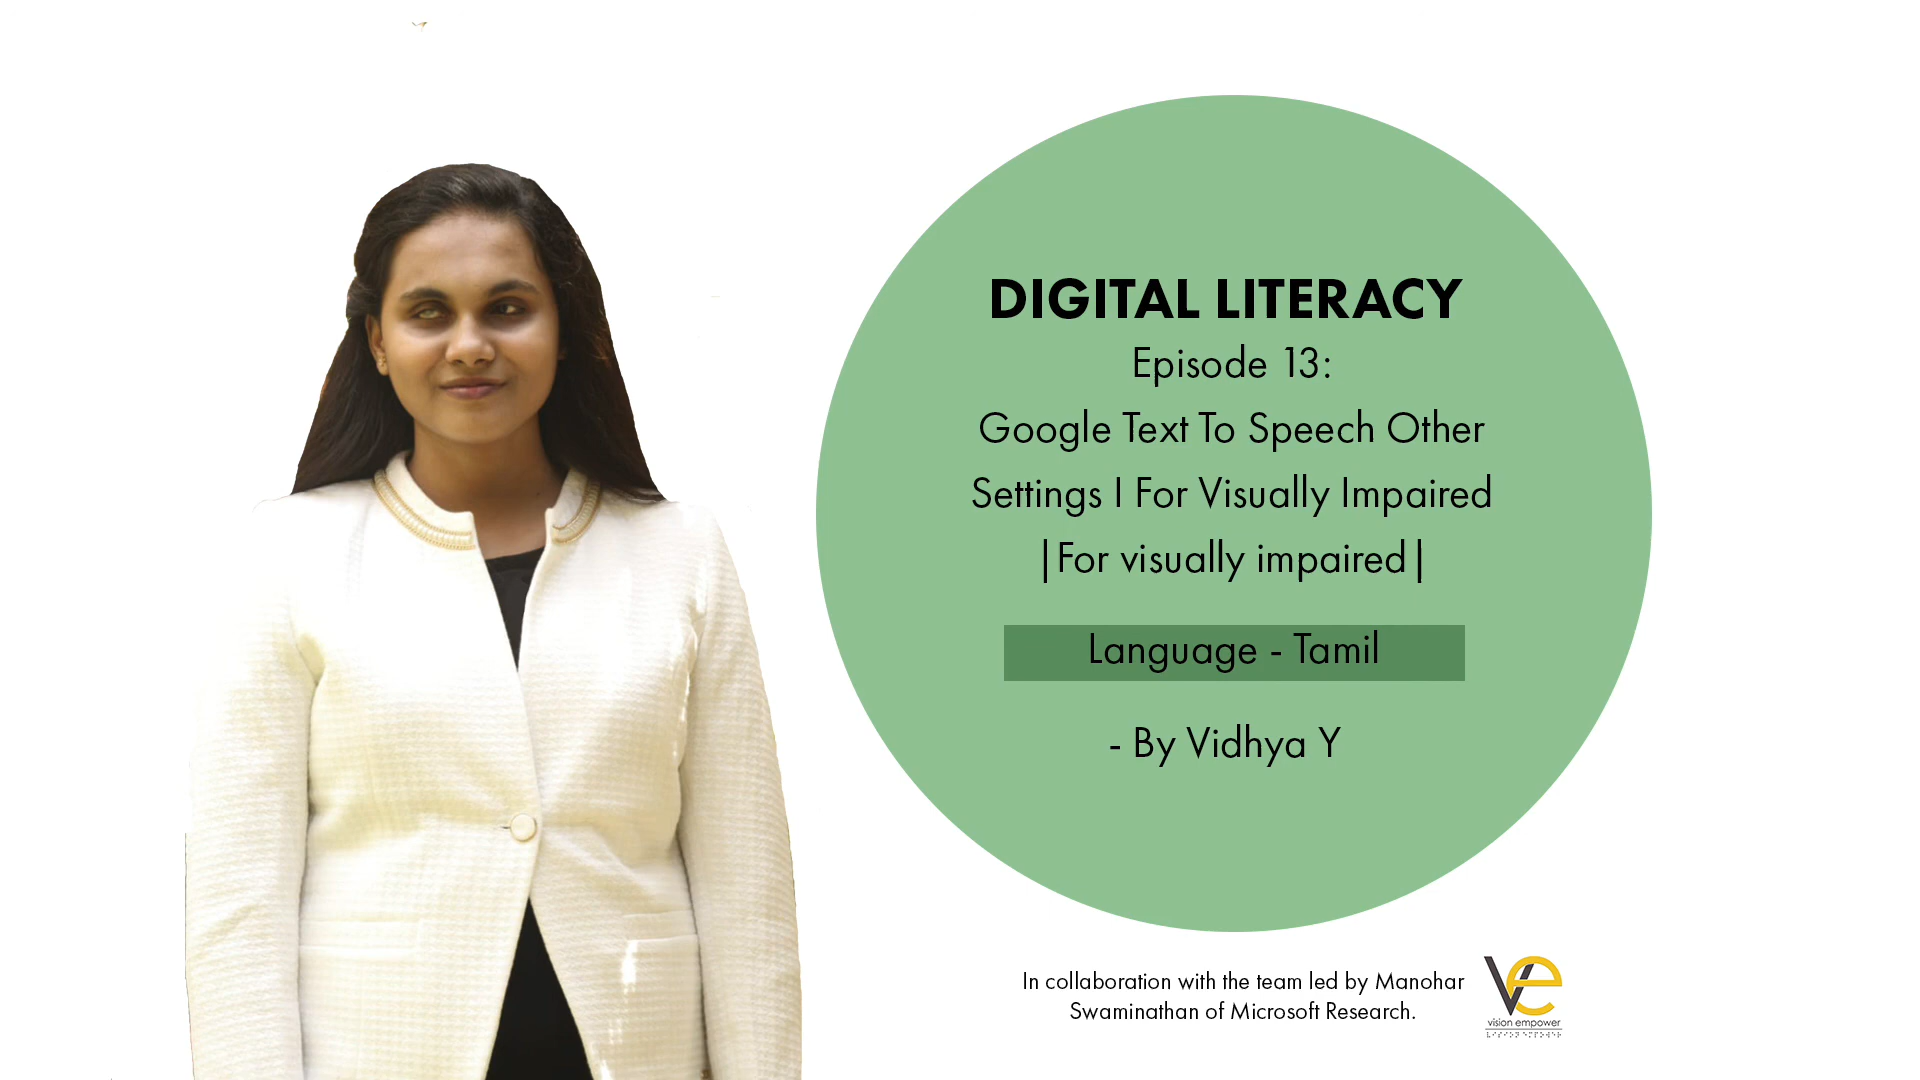 DIGITAL LITERACY
Episode 13:
Google Text To Speech Other
Settings I For Visually Impaired
|For visually impaired|
Language - Tamil
- By Vidhya Y
In collaboration with the team led by Manohar
Swaminathan of Microsoft Research.
ve
vision empower